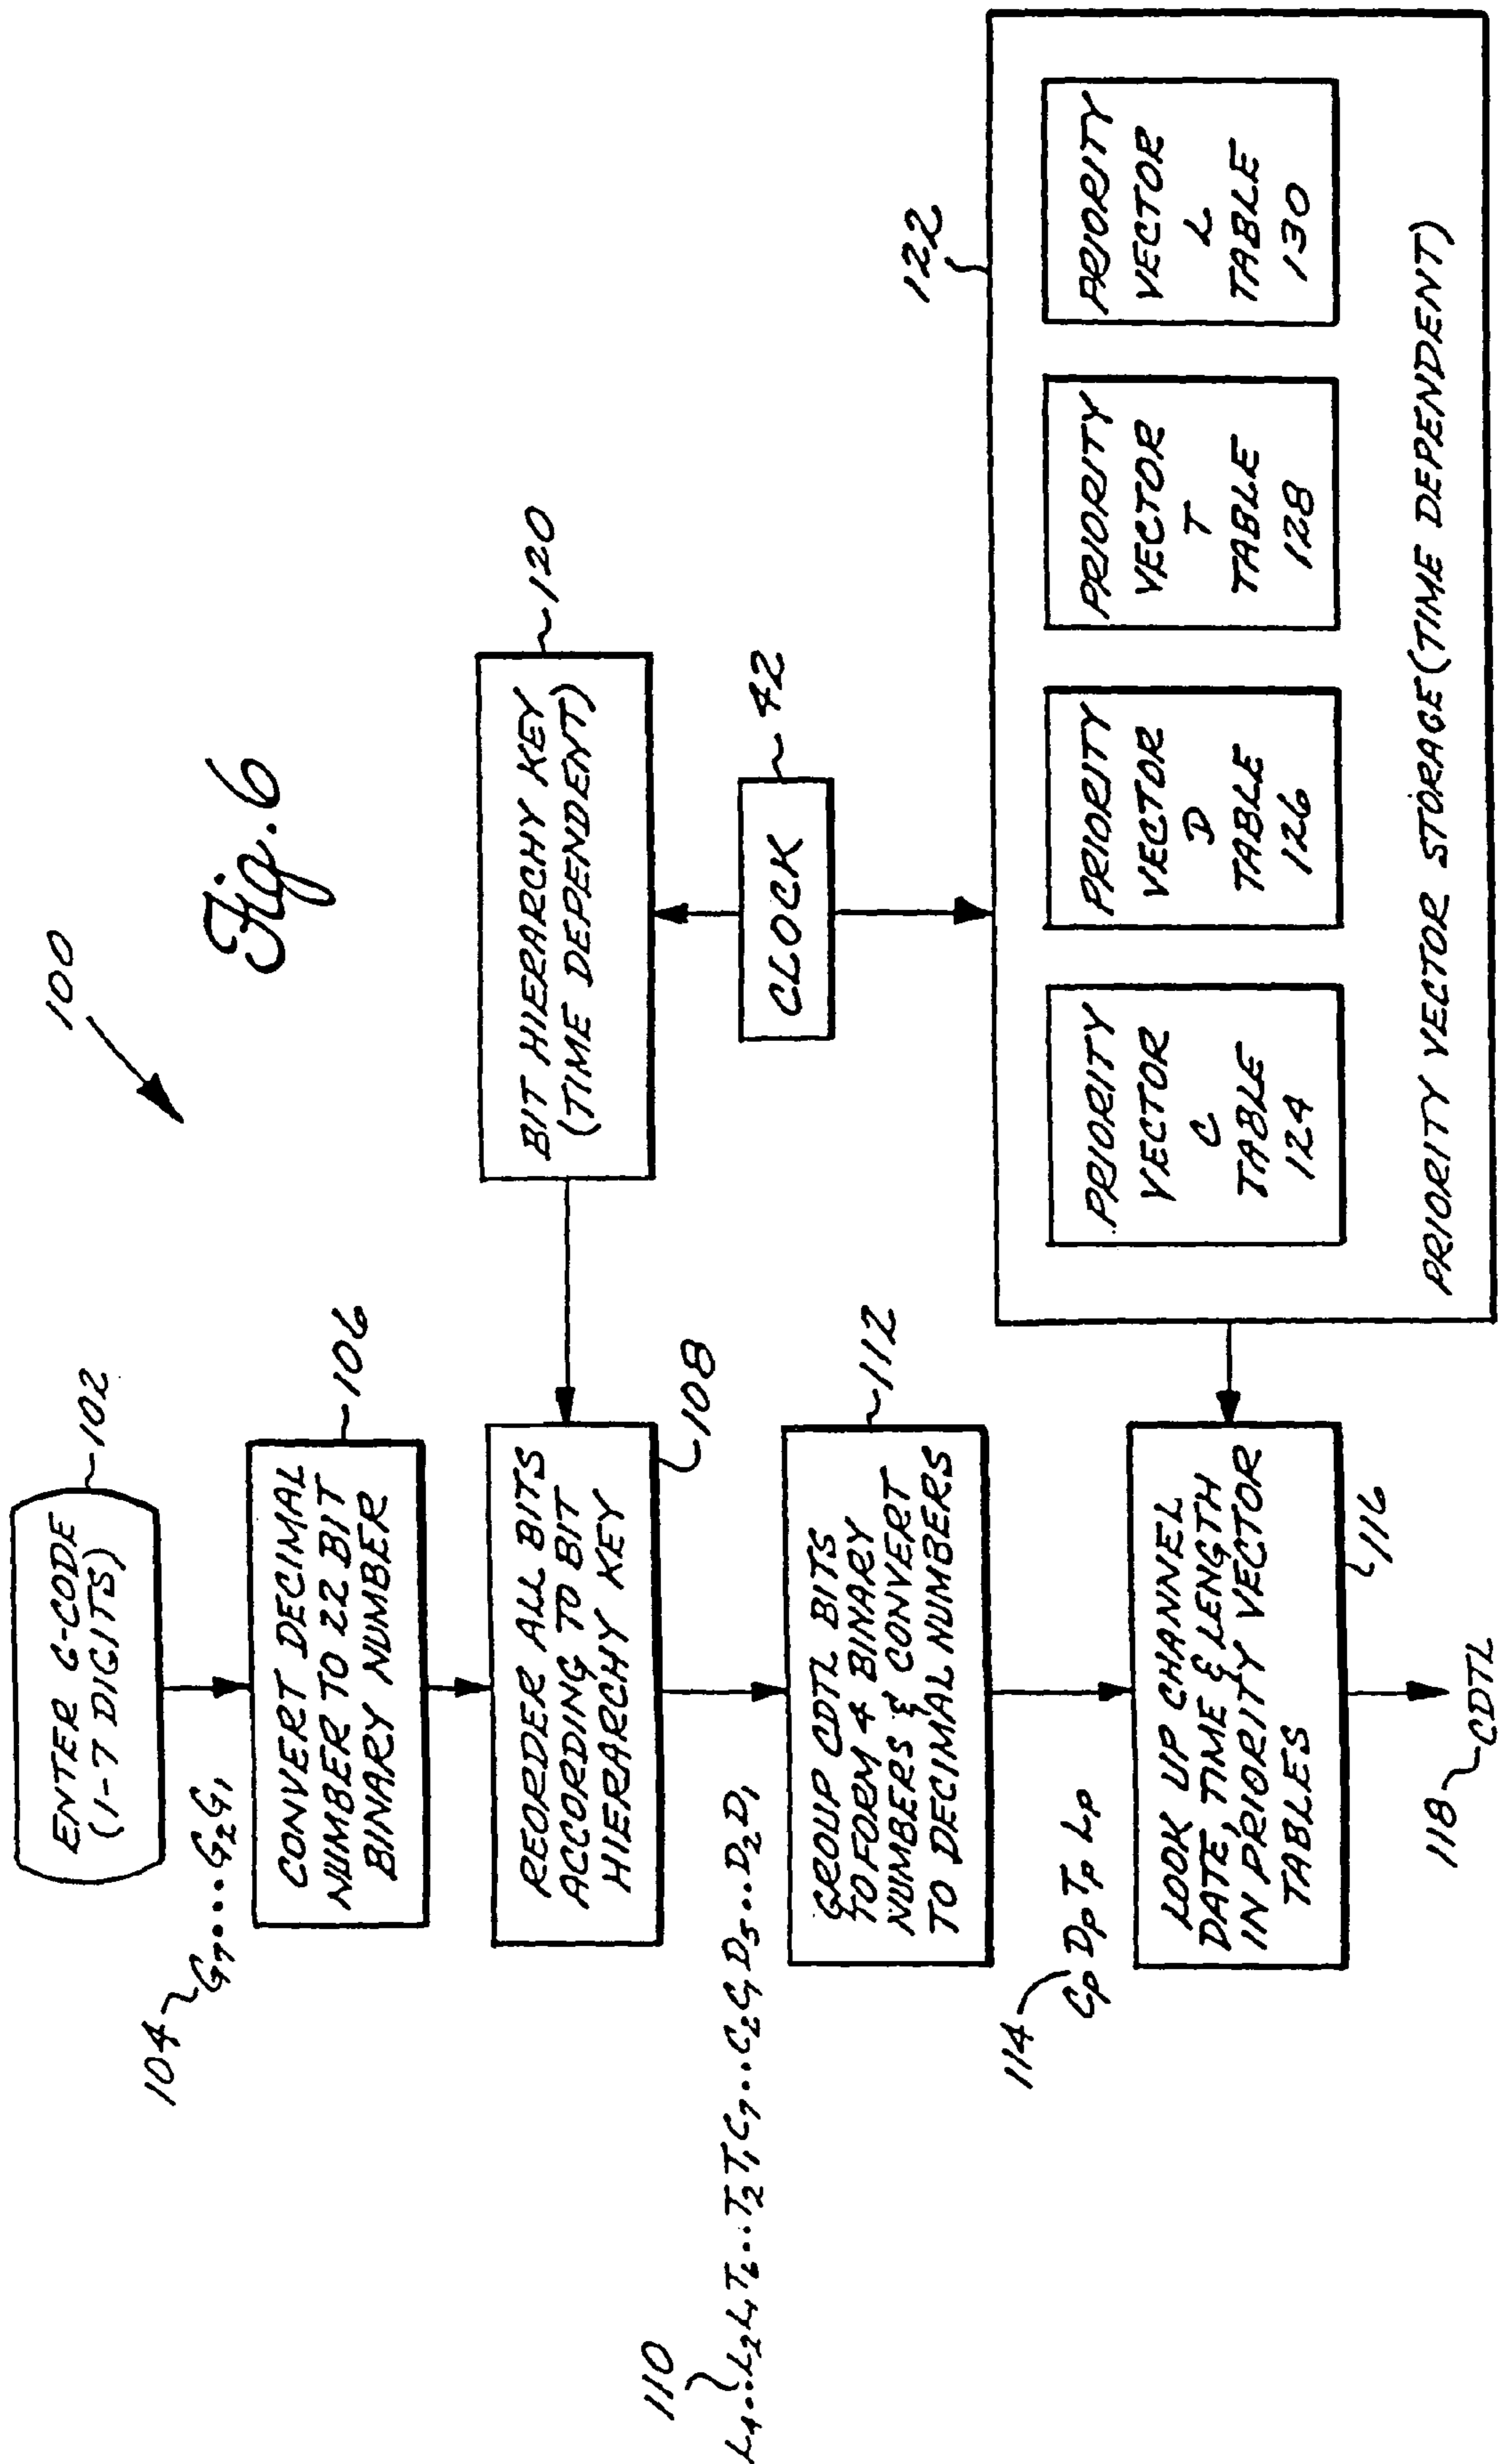 100
Fig. 6
ENTER G-CODE
(1-7 DIGITS)
102
104
G₇...G₂G₁
CONVERT DECIMAL
NUMBER TO 22 BIT
BINARY NUMBER
106
REORDER ALL BITS
ACCORDING TO BIT
HIERARCHY KEY
108
BIT HIERARCHY KEY
(TIME DEPENDENT)
120
CLOCK
42
110
L₄..L₂L₁T₆..T₂T₁C₇..C₂C₁D₅...D₂D₁
GROUP CDTL BITS
TO FORM 4 BINARY
NUMBERS & CONVERT
TO DECIMAL NUMBERS
112
114
Cp Dp Tp Lp
LOOK UP CHANNEL
DATE, TIME & LENGTH
IN PRIORITY VECTOR
TABLES
116
118
CDTL
122
PRIORITY
VECTOR
C
TABLE
124
PRIORITY
VECTOR
D
TABLE
126
PRIORITY
VECTOR
T
TABLE
128
PRIORITY
VECTOR
L
TABLE
130
PRIORITY VECTOR STORAGE (TIME DEPENDENT)